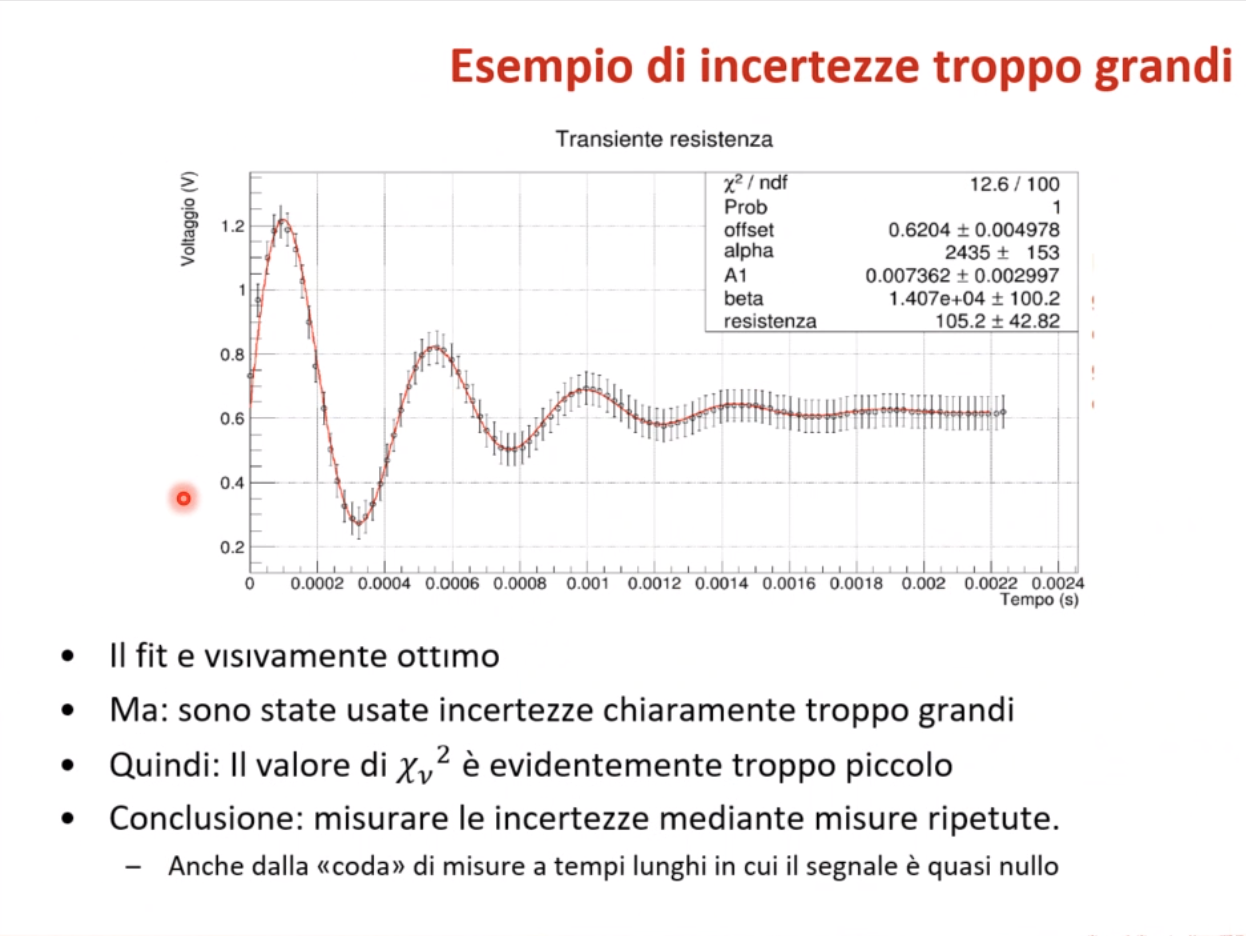 Esempio di incertezze troppo grandi
Transiente resistenza
Voltaggio (V)
χ² / ndf 12.6 / 100
Prob 1
offset 0.6204 ± 0.004978
alpha 2435 ± 153
A1 0.007362 ± 0.002997
beta 1.407e+04 ± 100.2
resistenza 105.2 ± 42.82
1.2
1
0.8
0.6
0.4
0.2
0 0.0002 0.0004 0.0006 0.0008 0.001 0.0012 0.0014 0.0016 0.0018 0.002 0.0022 0.0024
Tempo (s)
• Il fit e visivamente ottimo
• Ma: sono state usate incertezze chiaramente troppo grandi
• Quindi: Il valore di χᵥ² è evidentemente troppo piccolo
• Conclusione: misurare le incertezze mediante misure ripetute.
– Anche dalla «coda» di misure a tempi lunghi in cui il segnale è quasi nullo